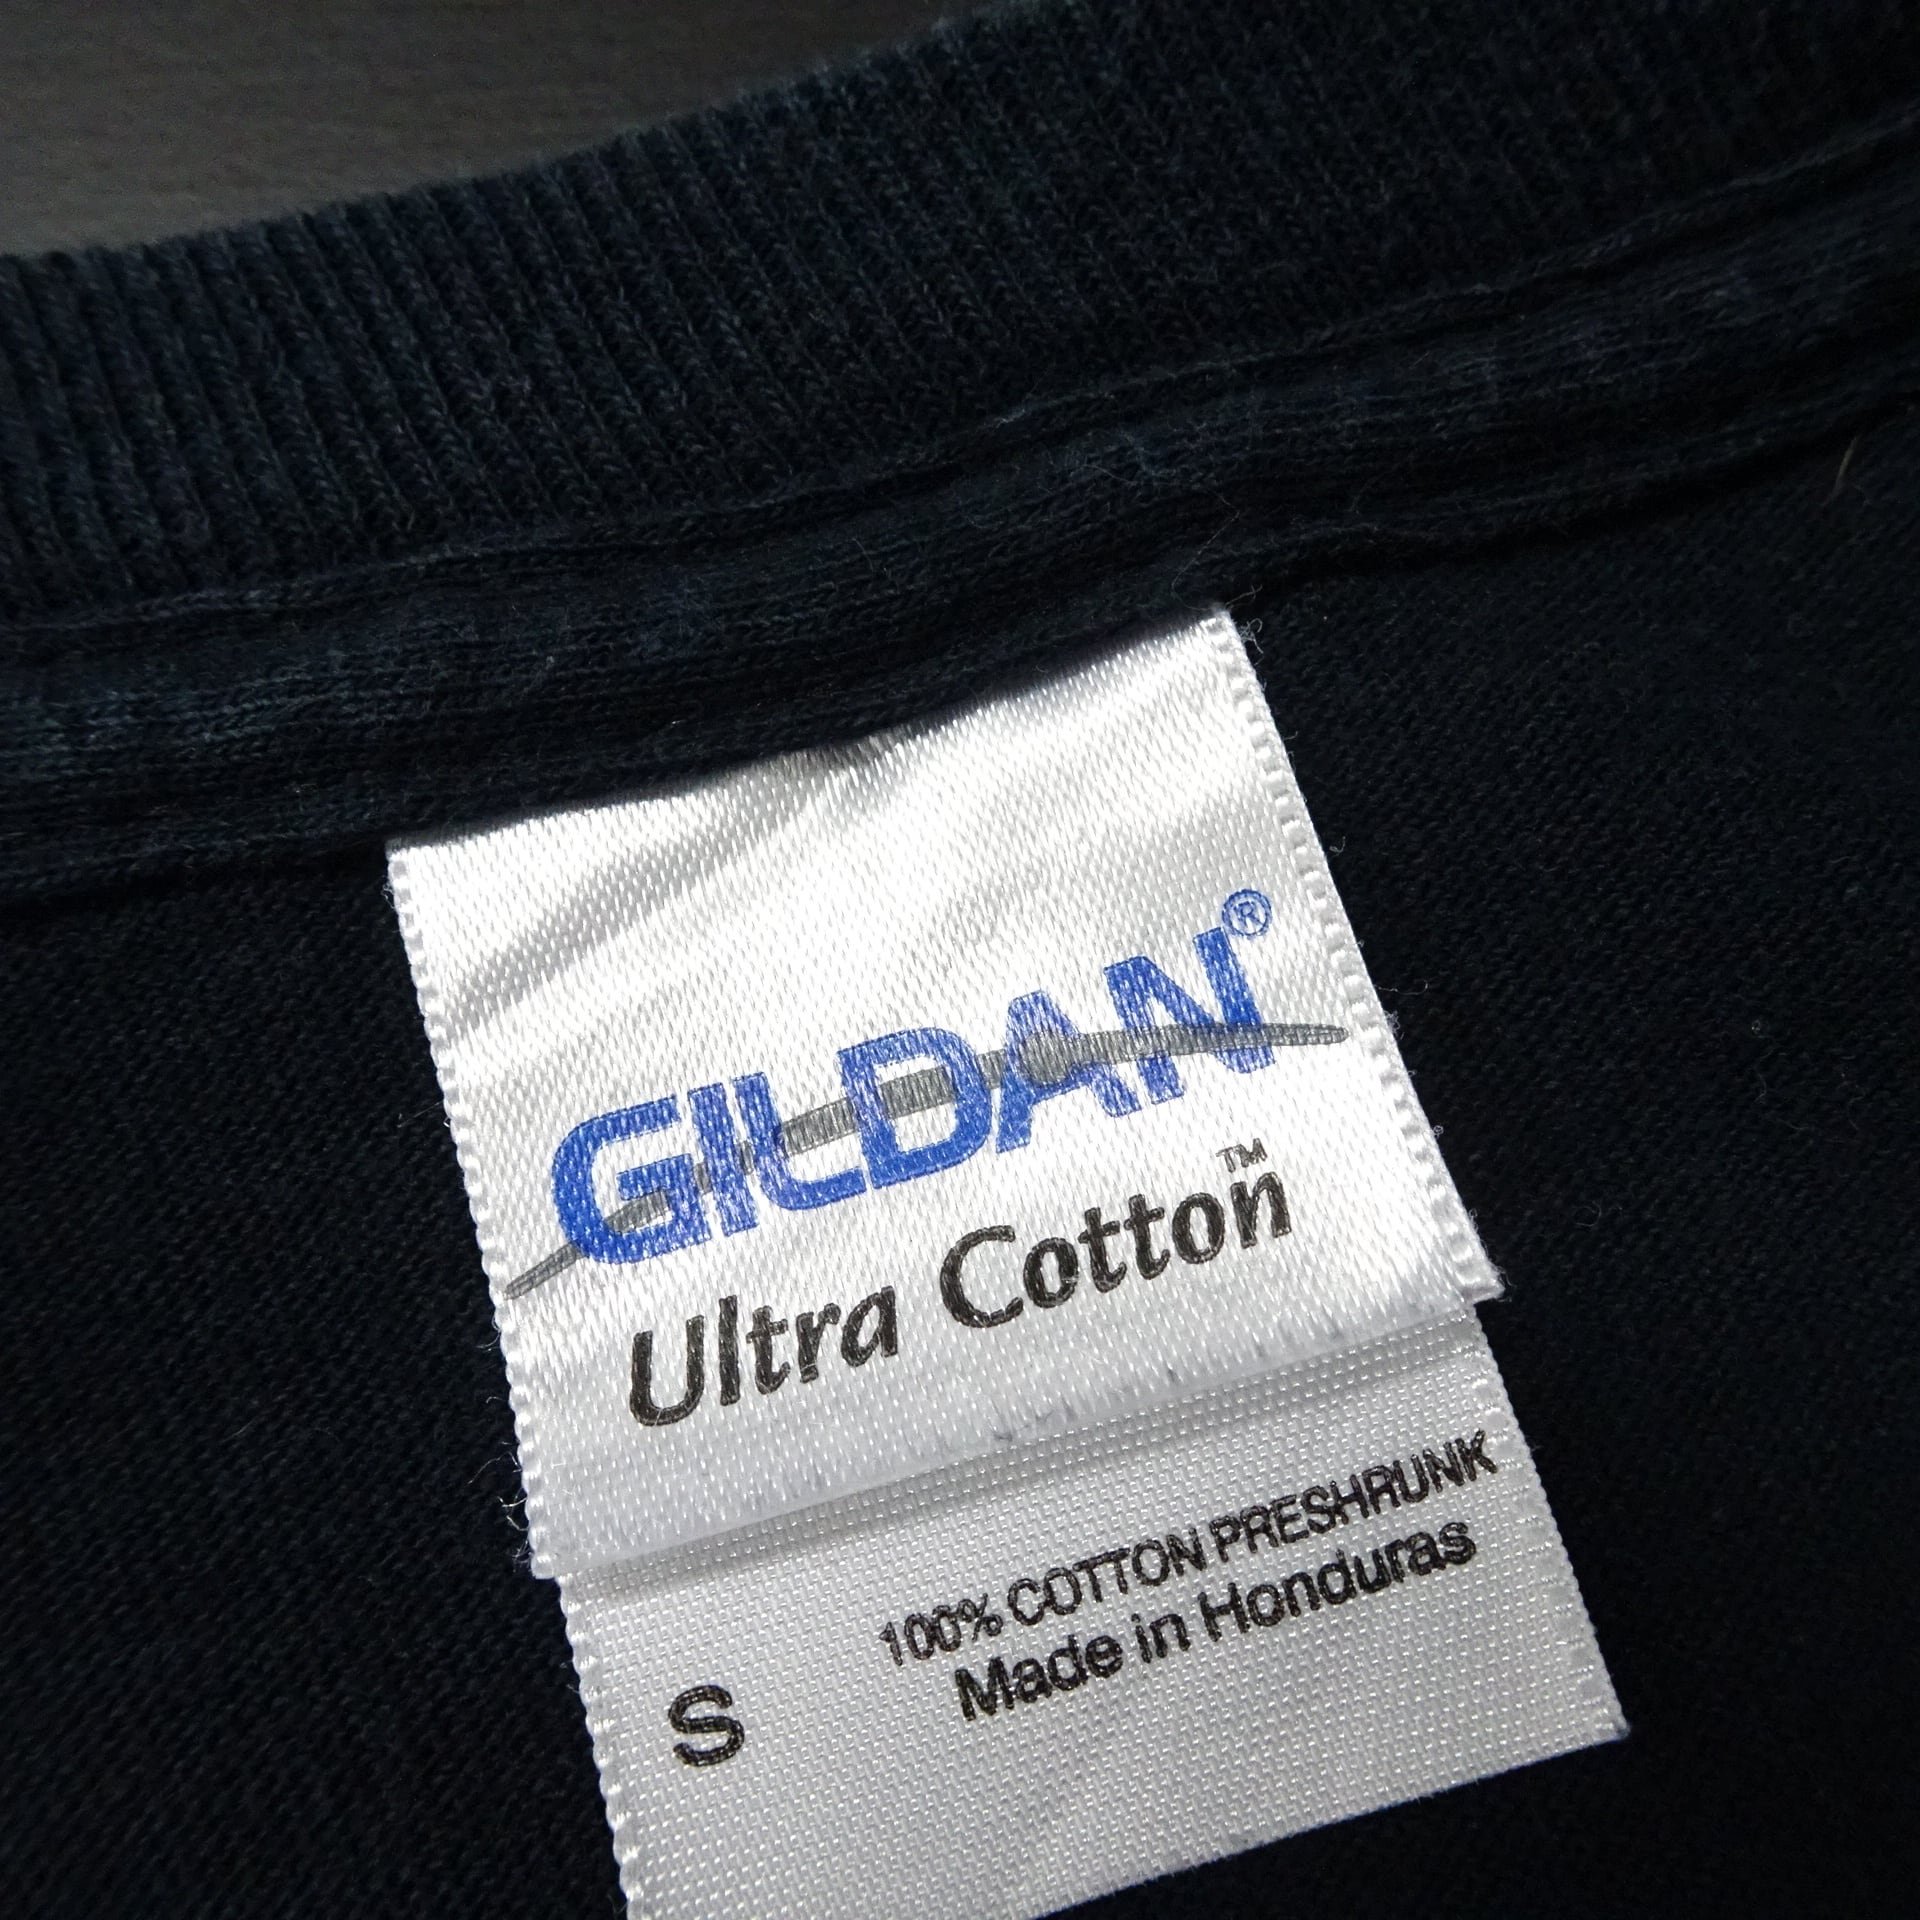 GILDAN®
Ultra Cotton™
100% COTTON PRESHRUNK
Made in Honduras
S